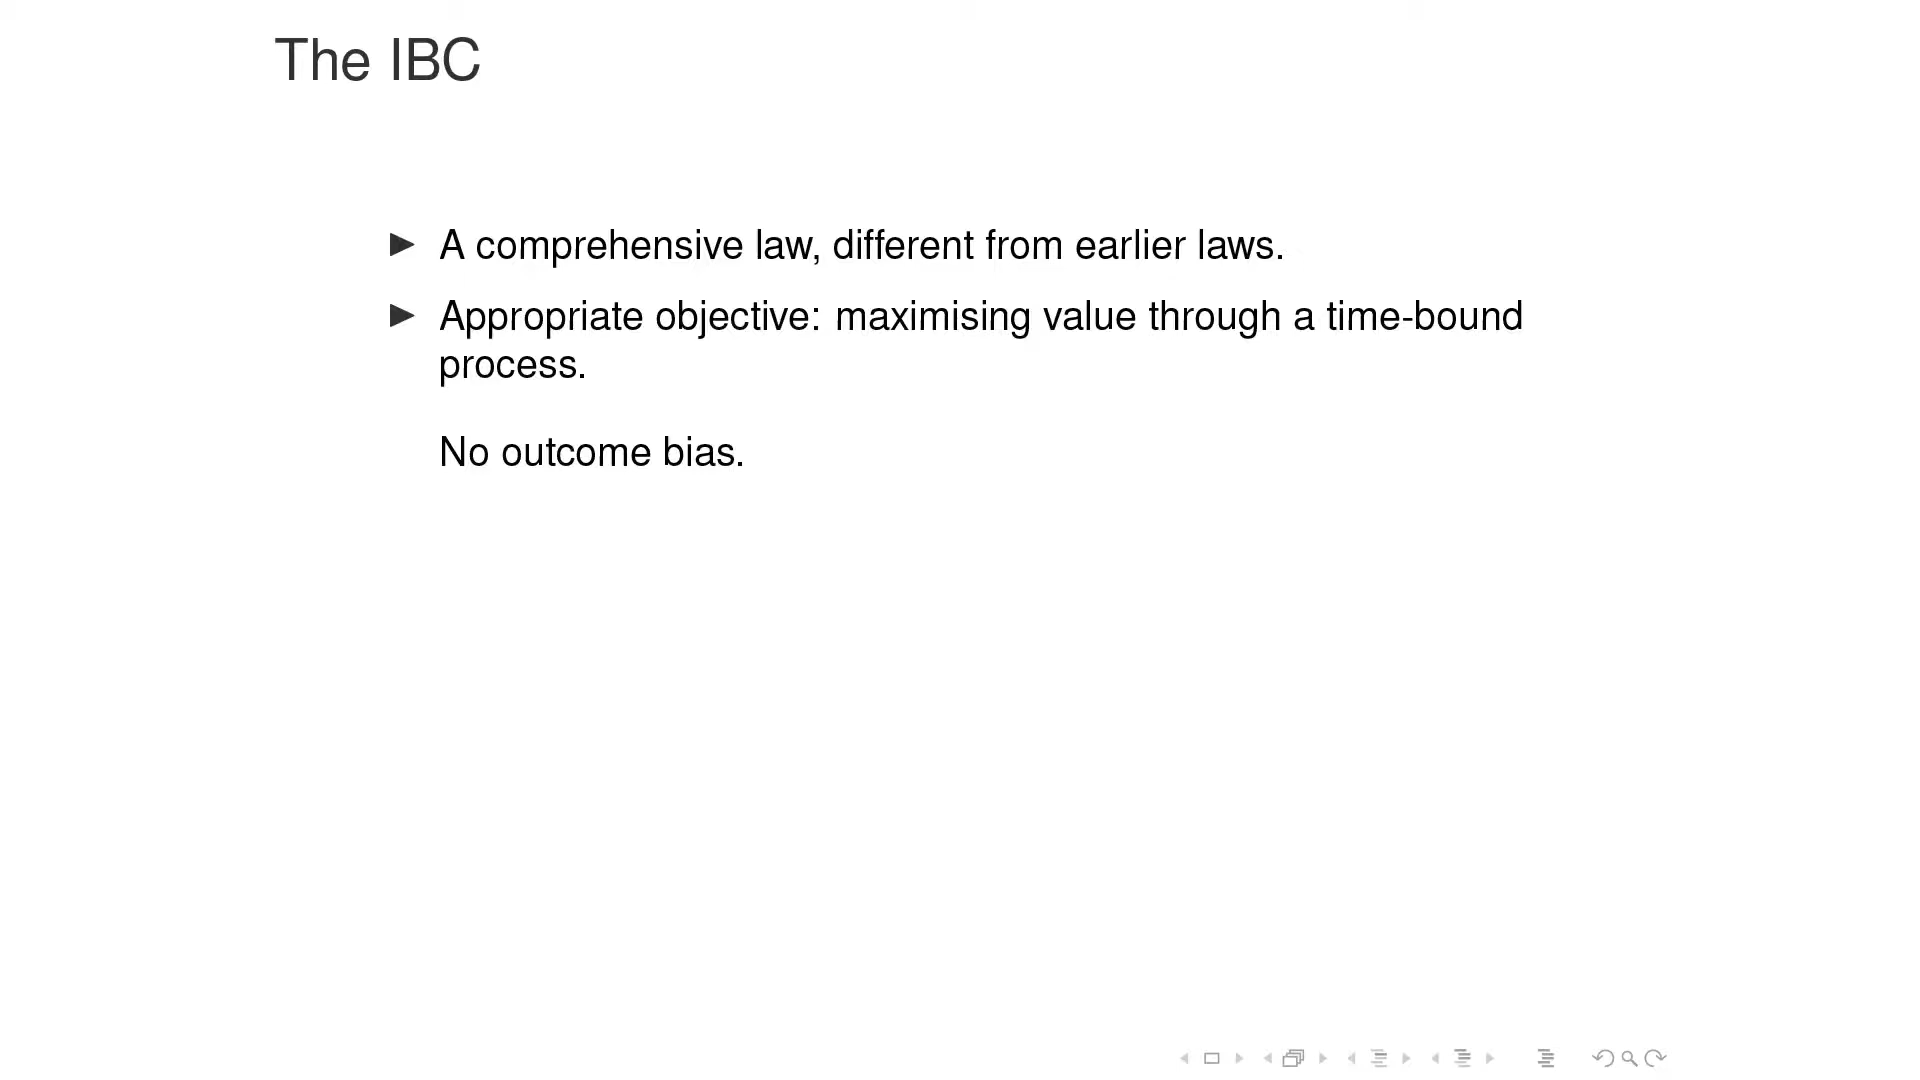 The IBC
A comprehensive law, different from earlier laws.
Appropriate objective: maximising value through a time-bound
process.
No outcome bias.